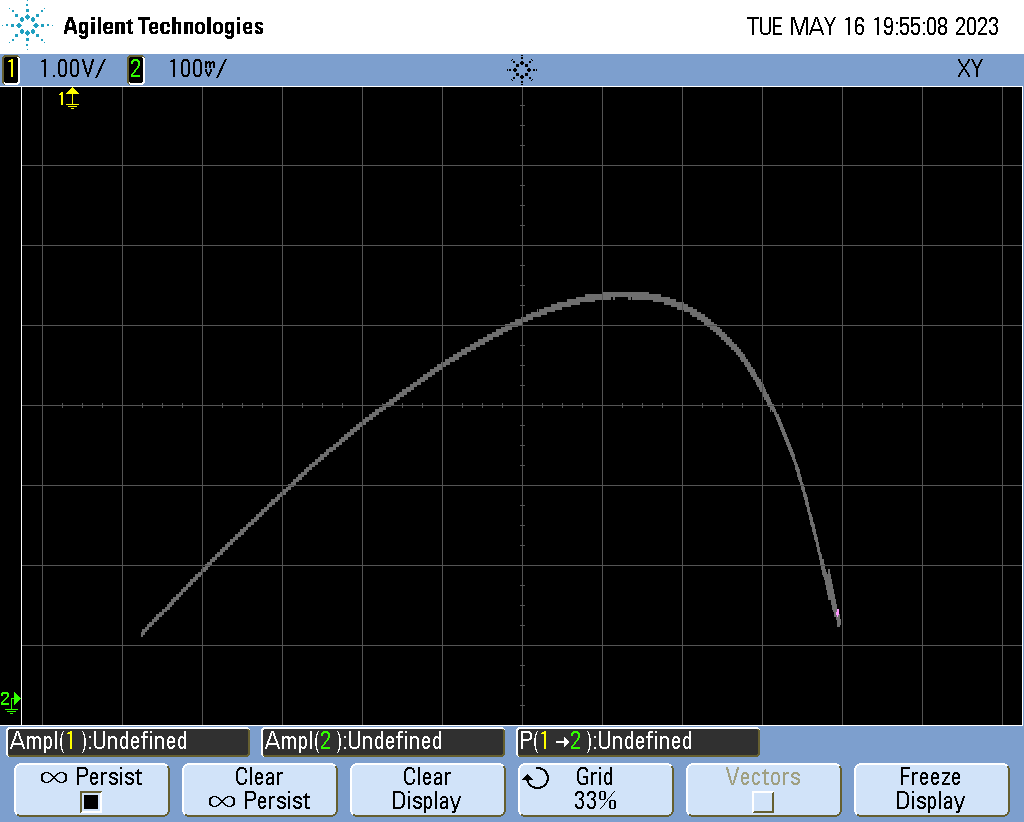 Agilent Technologies TUE MAY 16 19:55:08 2023
1 1.00V/ 2 100mV/ XY
1
2
Ampl(1):Undefined Ampl(2):Undefined P(1→2):Undefined
∞ Persist Clear Clear Grid Vectors Freeze
∞ Persist Display 33% Display